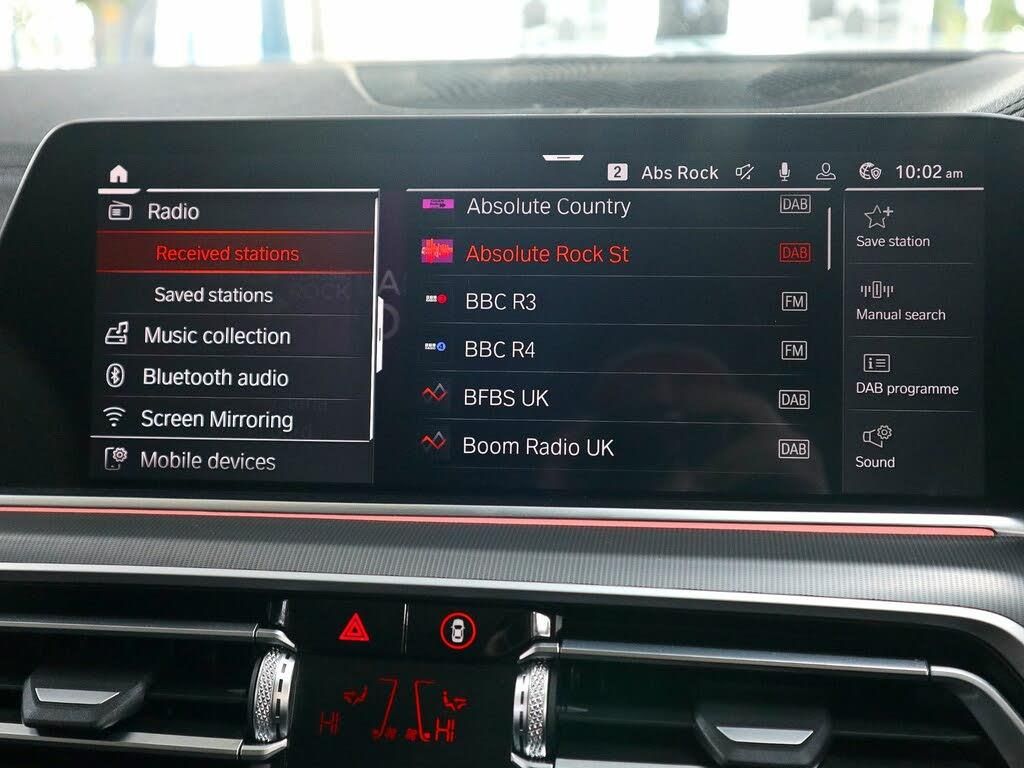 2 Abs Rock 10:02 am
Radio
Received stations
Saved stations
Music collection
Bluetooth audio
Screen Mirroring
Mobile devices
Absolute Country DAB
Absolute Rock St DAB
BBC R3 FM
BBC R4 FM
BFBS UK DAB
Boom Radio UK DAB
Save station
Manual search
DAB programme
Sound
HI HI